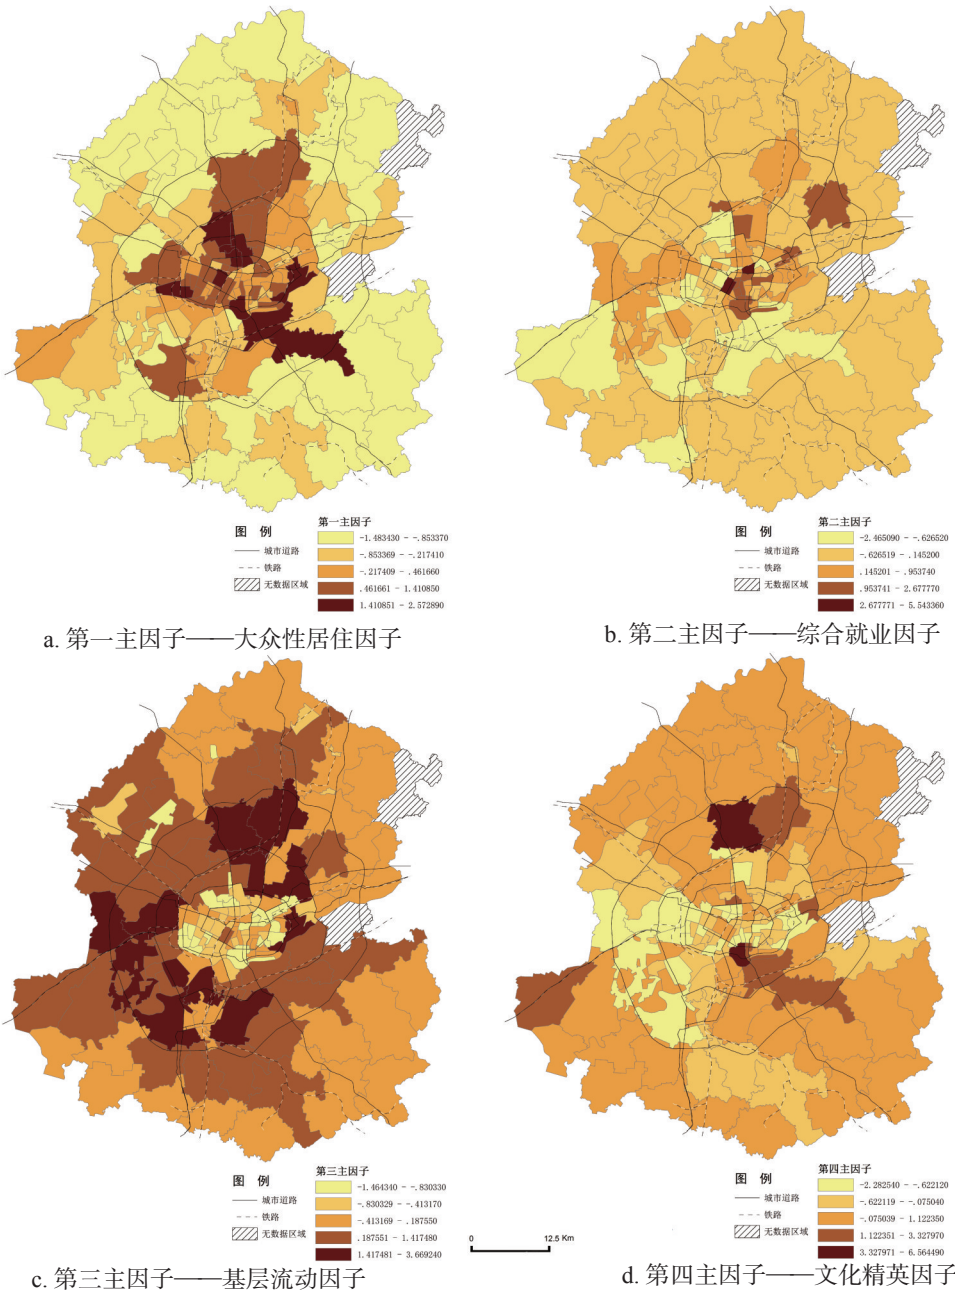 图 例
城市道路
铁路
无数据区域
第一主因子
-1.483430 - -.853370
-.853369 - -.217410
-.217409 - .461660
.461661 - 1.410850
1.410851 - 2.572890
a. 第一主因子——大众性居住因子
图 例
城市道路
铁路
无数据区域
第二主因子
-2.465090 - -.626520
-.626519 - .145200
.145201 - .953740
.953741 - 2.677770
2.677771 - 5.543360
b. 第二主因子——综合就业因子
图 例
城市道路
铁路
无数据区域
第三主因子
-1.464340 - -.830330
-.830329 - -.413170
-.413169 - .187550
.187551 - 1.417480
1.417481 - 3.669240
c. 第三主因子——基层流动因子
0 12.5 Km
图 例
城市道路
铁路
无数据区域
第四主因子
-2.282540 - -.622120
-.622119 - -.075040
-.075039 - 1.122350
1.122351 - 3.327970
3.327971 - 6.564490
d. 第四主因子——文化精英因子